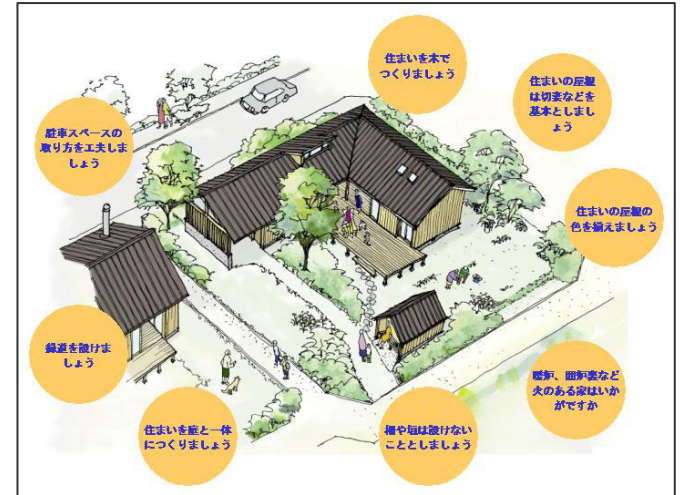 住まいを木で
つくりましょう
住まいの屋根
は切妻などを
基本としまし
ょう
駐車スペースの
取り方を工夫しま
しょう
住まいの屋根の
色を揃えましょう
緑道を設けま
しょう
暖炉、囲炉裏など
火のある家はいか
がですか
住まいを庭と一体
につくりましょう
柵や垣は設けない
こととしましょう